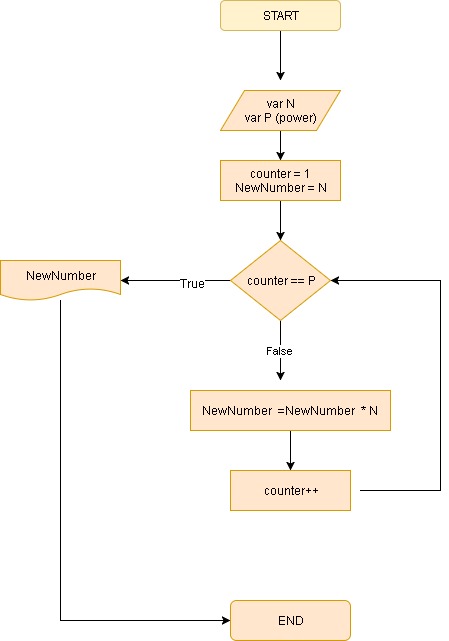 START
var N
var P (power)
counter = 1
NewNumber = N
counter == P
True
NewNumber
False
NewNumber =NewNumber * N
counter++
END